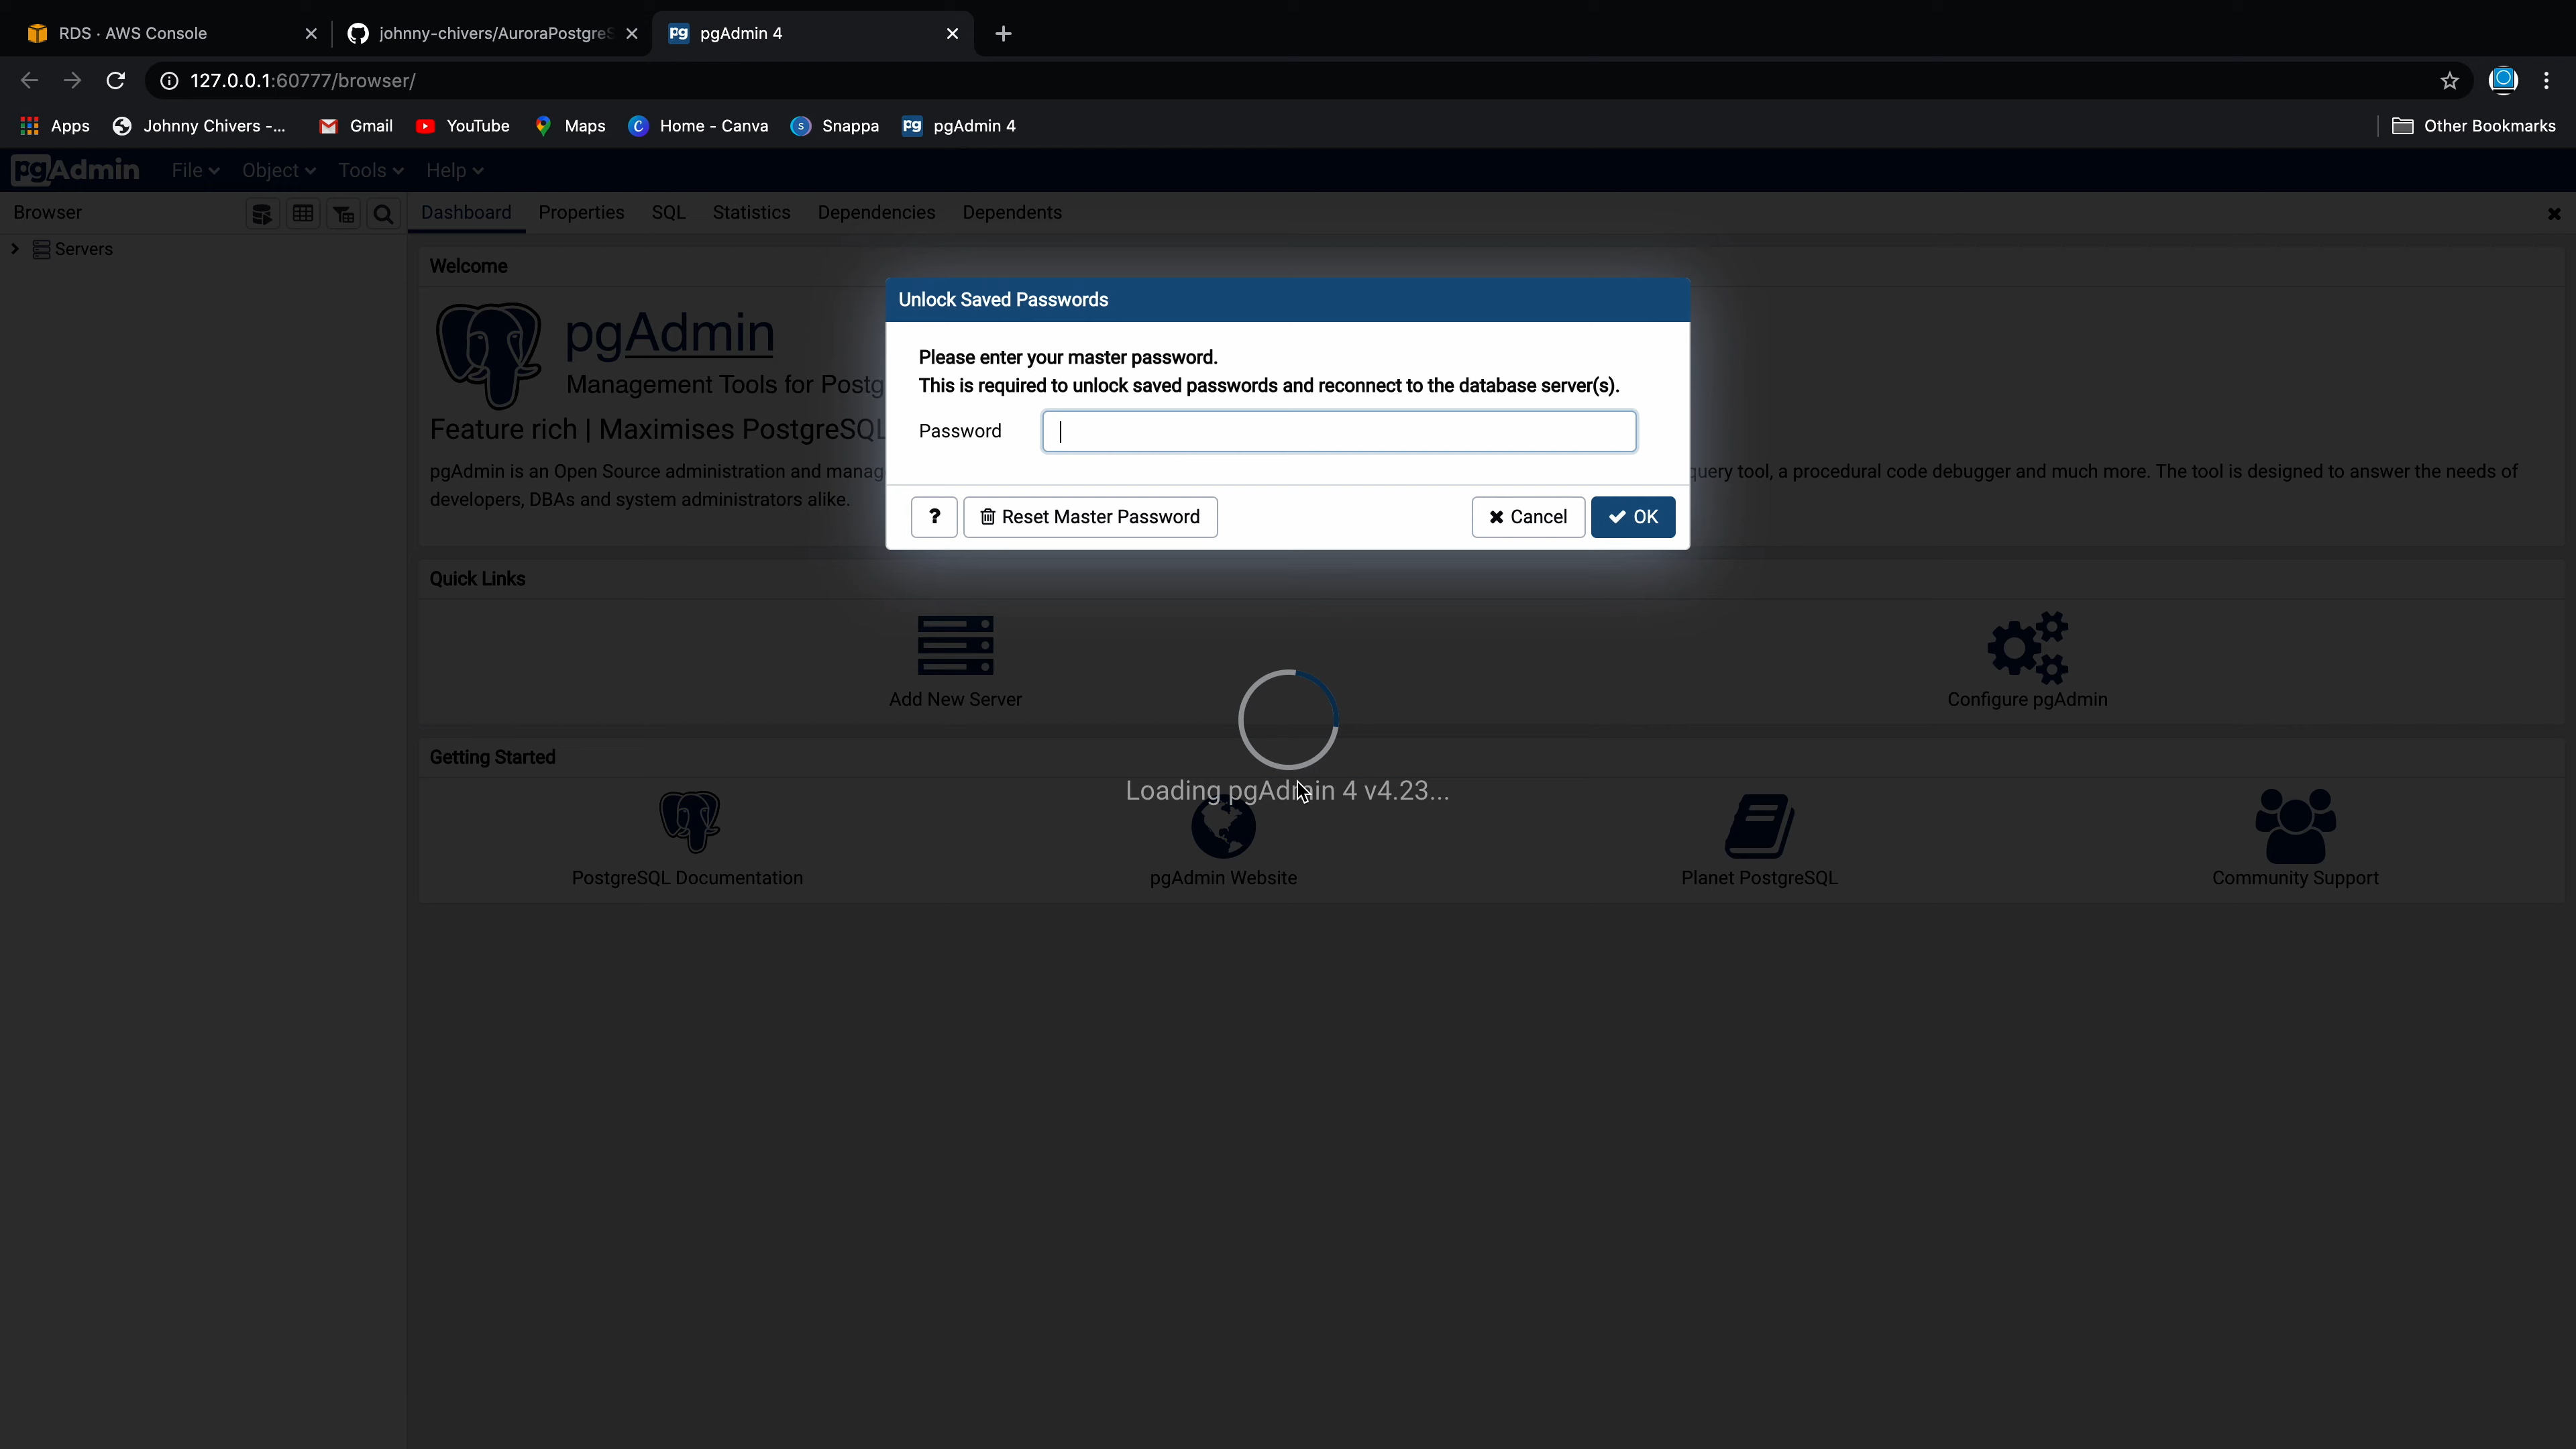 RDS · AWS Console
johnny-chivers/AuroraPostgreS
pgAdmin 4
127.0.0.1:60777/browser/
Apps
Johnny Chivers -...
Gmail
YouTube
Maps
Home - Canva
Snappa
pgAdmin 4
Other Bookmarks
pgAdmin
File
Object
Tools
Help
Browser
Dashboard
Properties
SQL
Statistics
Dependencies
Dependents
Servers
Welcome
pgAdmin
Management Tools for Postg
Feature rich | Maximises PostgreSQL
pgAdmin is an Open Source administration and manag
query tool, a procedural code debugger and much more. The tool is designed to answer the needs of
developers, DBAs and system administrators alike.
Unlock Saved Passwords
Please enter your master password.
This is required to unlock saved passwords and reconnect to the database server(s).
Password
?
Reset Master Password
Cancel
OK
Quick Links
Add New Server
Configure pgAdmin
Loading pgAdmin 4 v4.23...
Getting Started
PostgreSQL Documentation
pgAdmin Website
Planet PostgreSQL
Community Support